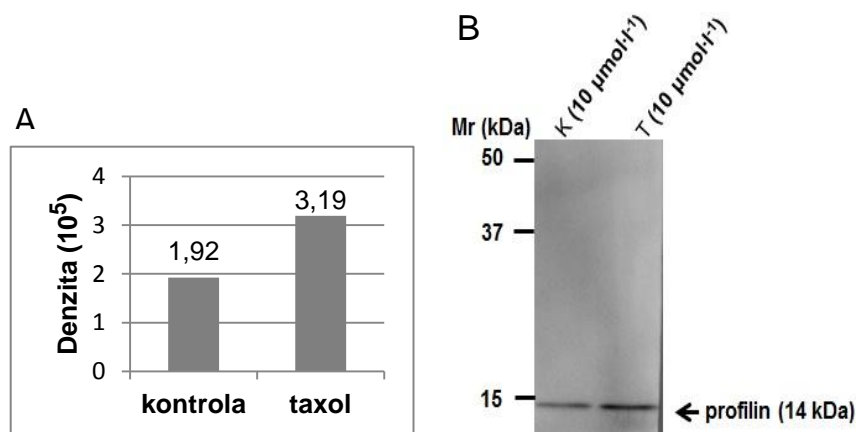 A
Denzita (10⁵)
4
3
2
1
0
1,92
3,19
kontrola
taxol
B
K (10 µmol·l⁻¹)
T (10 µmol·l⁻¹)
Mr (kDa)
50
37
15
profilin (14 kDa)